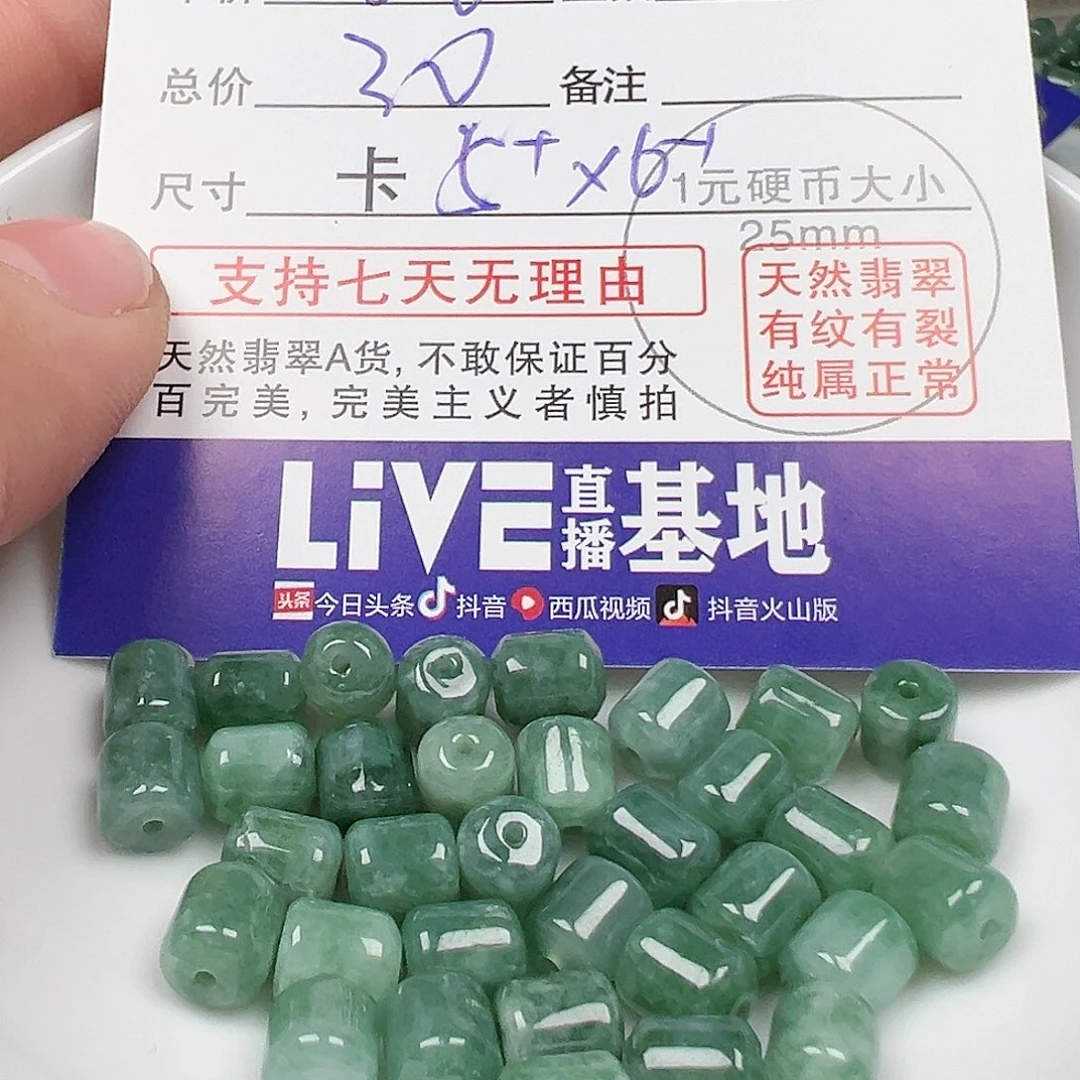 总价 30 备注
尺寸 卡 5+×6+
1元硬币大小
25mm
支持七天无理由
天然翡翠
有纹有裂
纯属正常
天然翡翠A货,不敢保证百分
百完美,完美主义者慎拍
LiVE直播基地
头条 今日头条 抖音 西瓜视频 抖音火山版